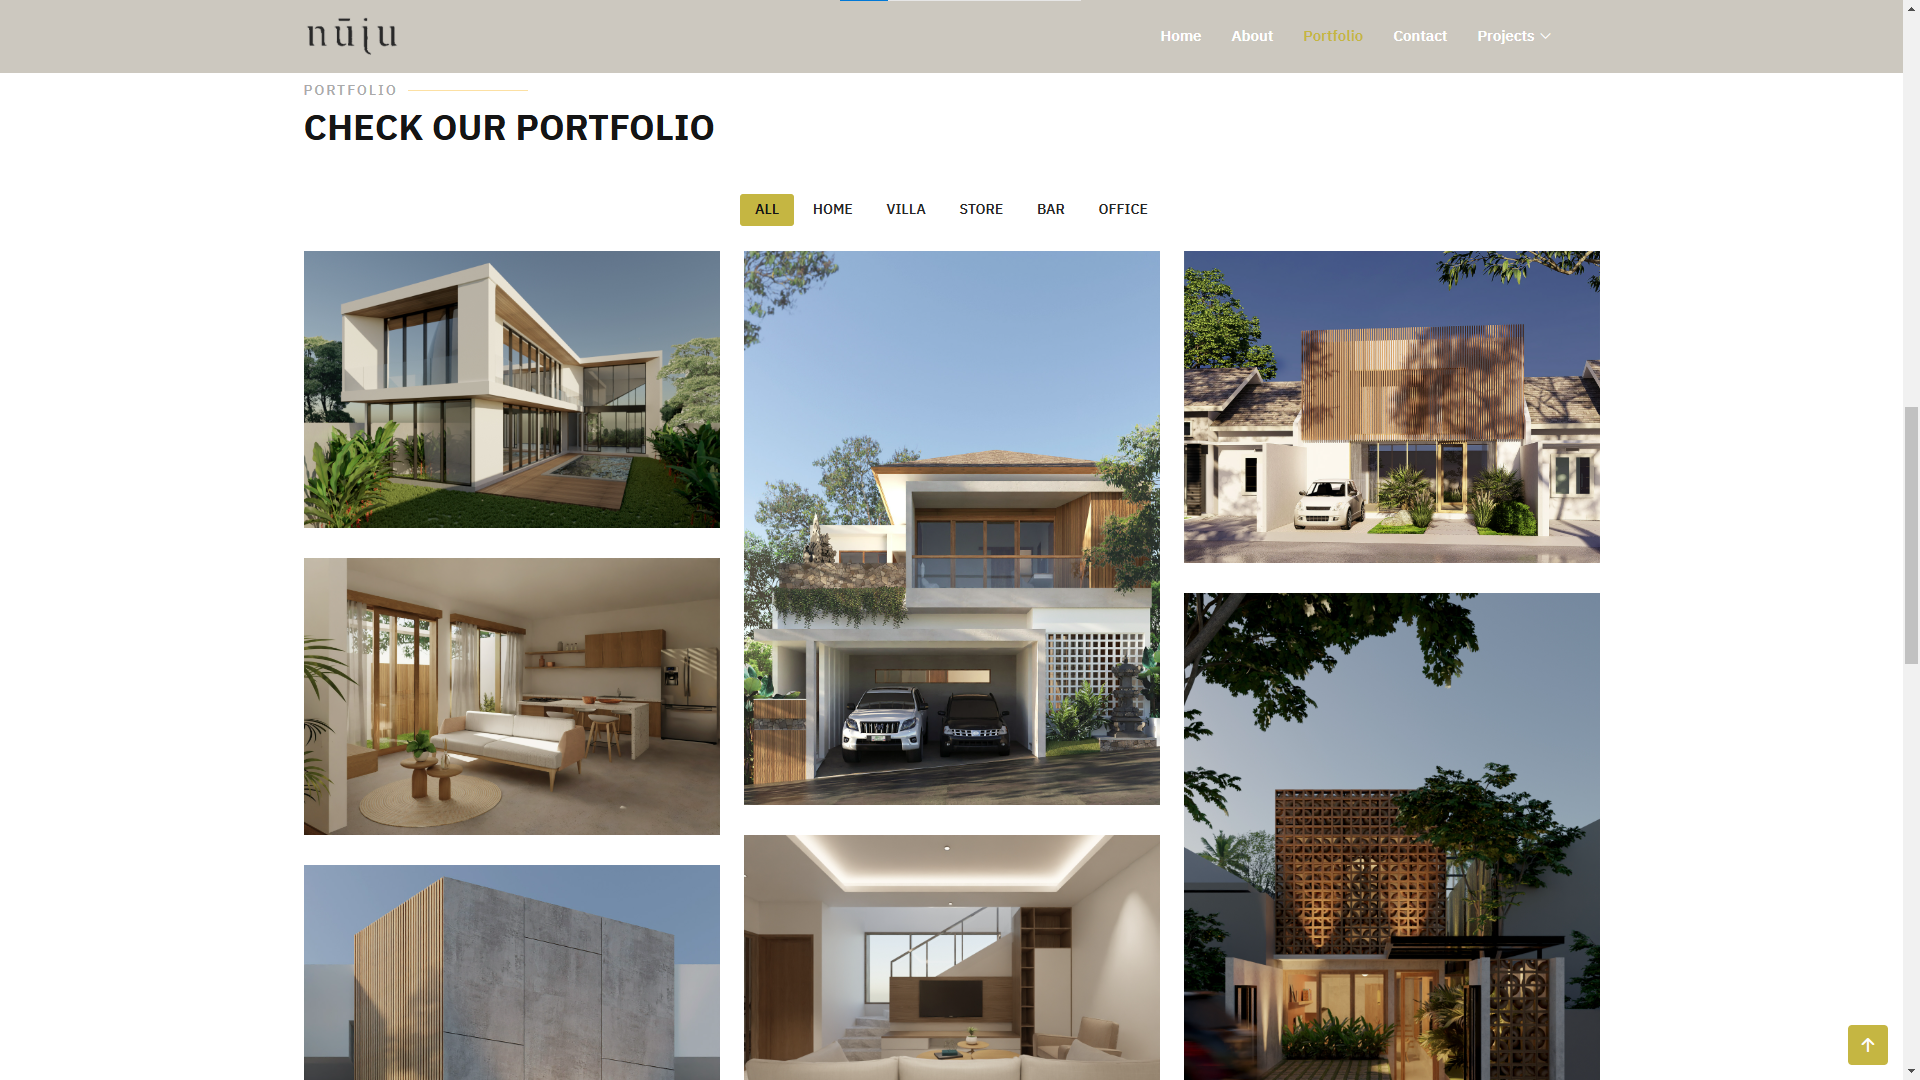 nūju
Home About Portfolio Contact Projects
PORTFOLIO
CHECK OUR PORTFOLIO
ALL HOME VILLA STORE BAR OFFICE